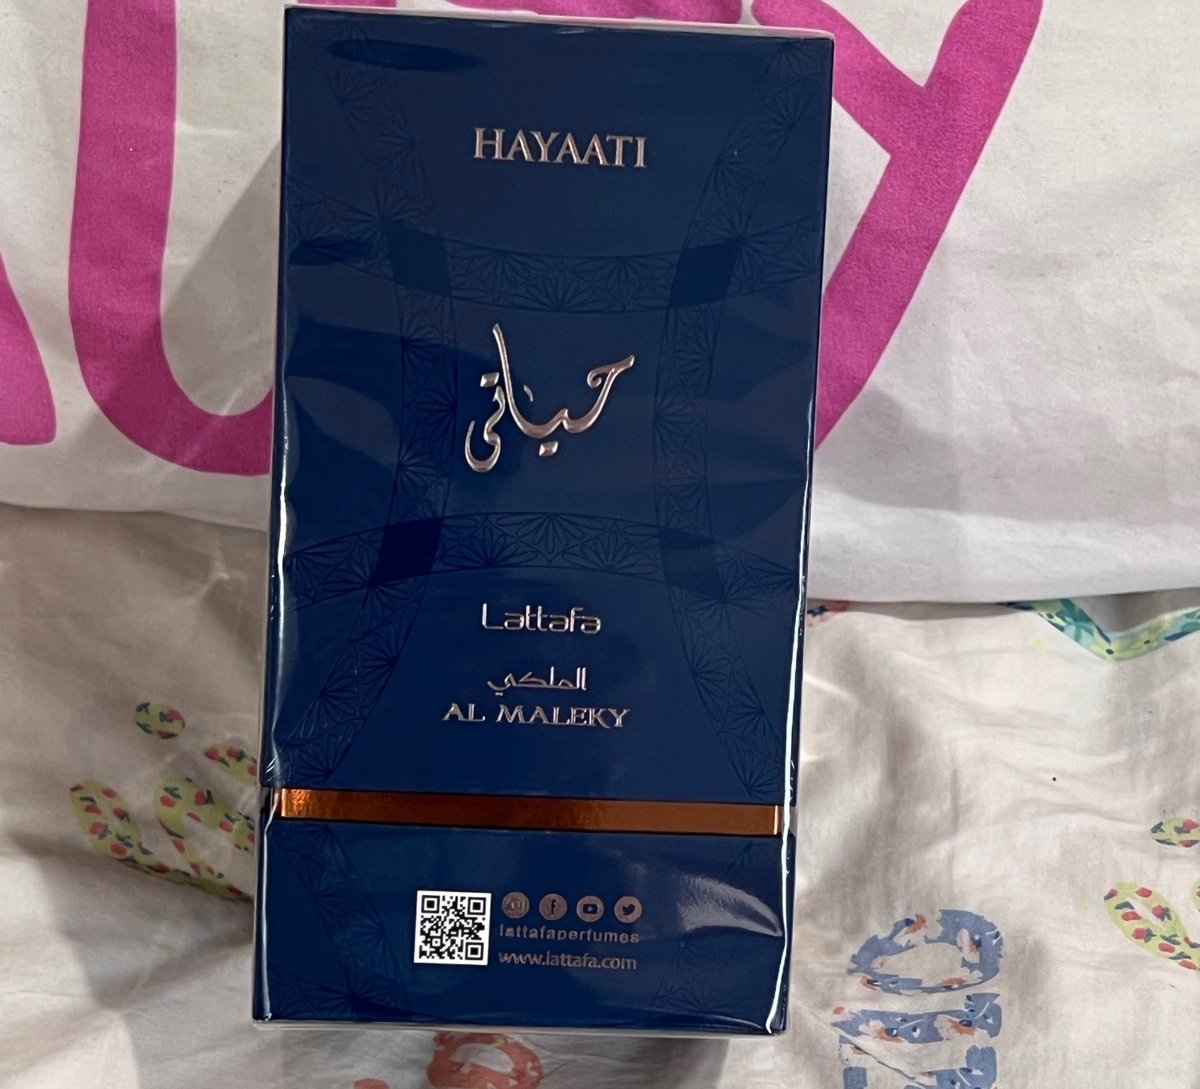 HAYAATI
حياتي
Lattafa
الملكي
AL MALEKY
lattafaperfumes
www.lattafa.com